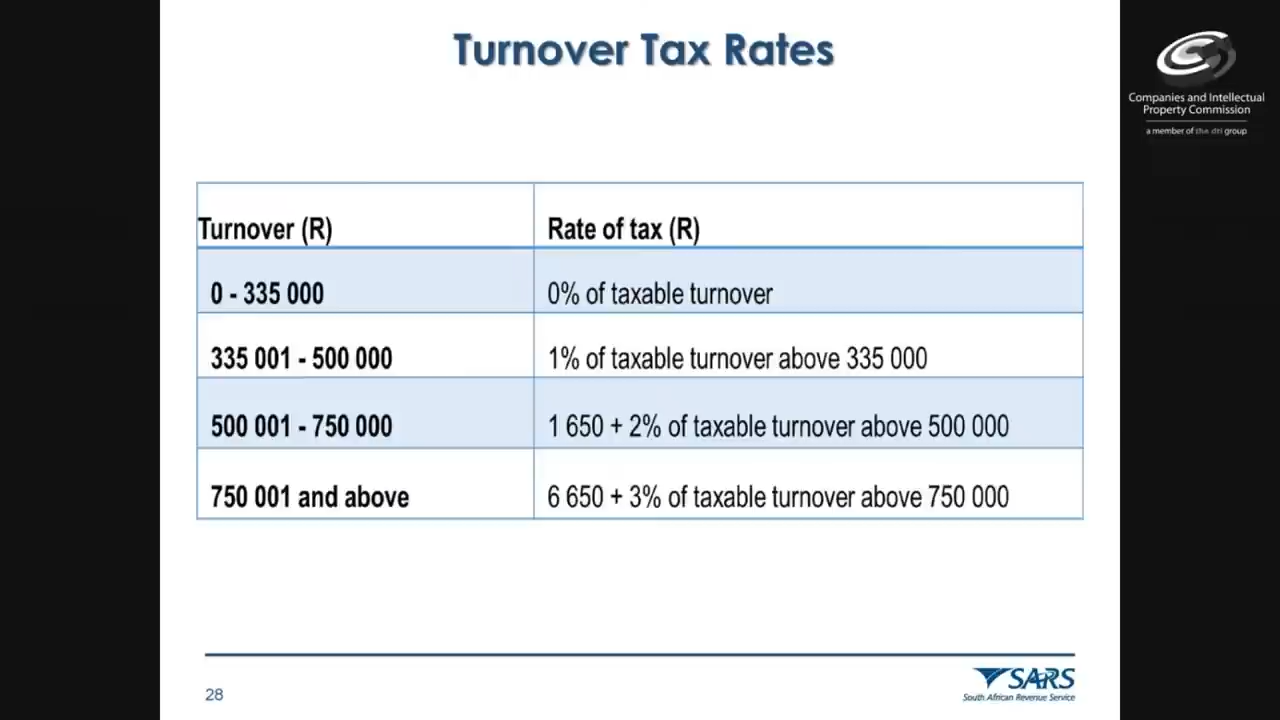 Turnover Tax Rates
Companies and Intellectual
Property Commission
a member of the dti group
Turnover (R) Rate of tax (R)
0 - 335 000 0% of taxable turnover
335 001 - 500 000 1% of taxable turnover above 335 000
500 001 - 750 000 1 650 + 2% of taxable turnover above 500 000
750 001 and above 6 650 + 3% of taxable turnover above 750 000
28
SARS
South African Revenue Service